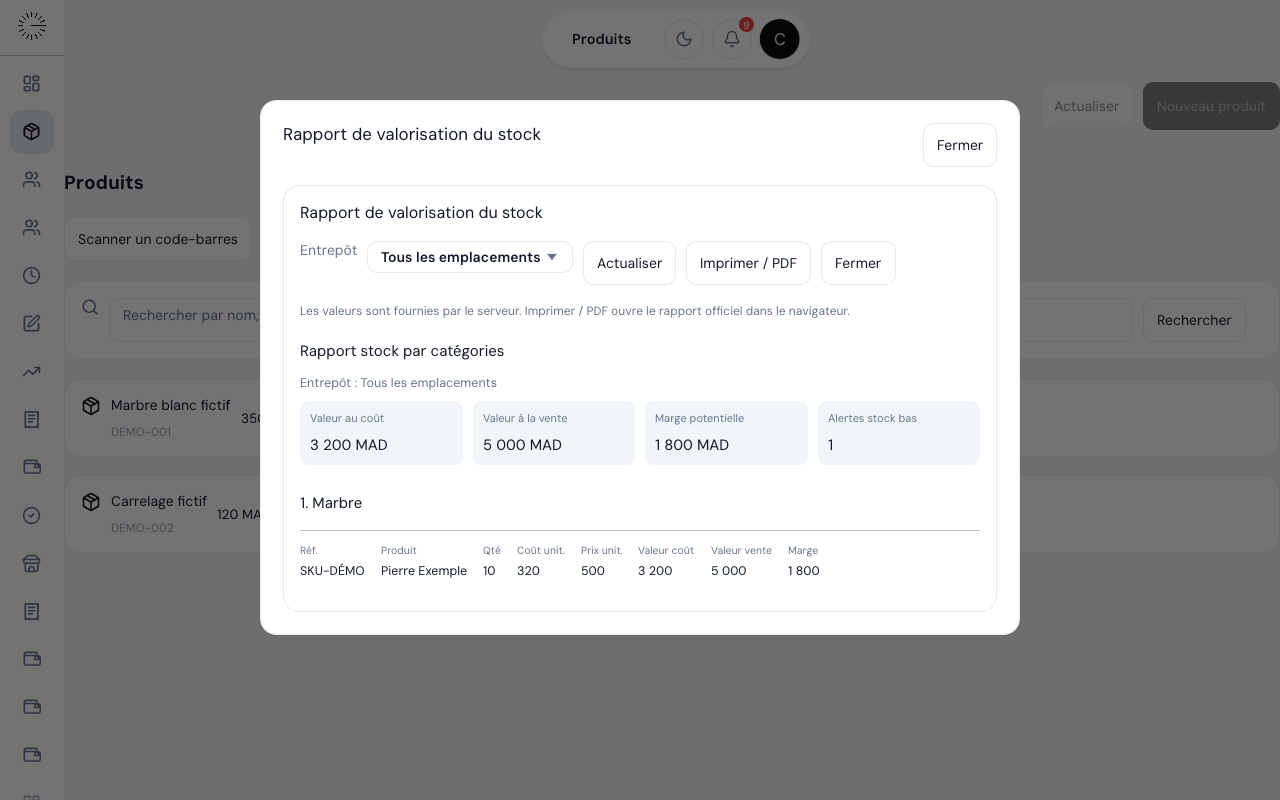 Produits
9
C
Actualiser
Nouveau produit
Produits
Scanner un code-barres
Rechercher par nom,
Rechercher
Marbre blanc fictif
DEMO-001
Carrelage fictif
120
DEMO-002
Rapport de valorisation du stock
Fermer
Rapport de valorisation du stock
Entrepôt
Tous les emplacements
Actualiser
Imprimer / PDF
Fermer
Les valeurs sont fournies par le serveur. Imprimer / PDF ouvre le rapport officiel dans le navigateur.
Rapport stock par catégories
Entrepôt : Tous les emplacements
Valeur au coût
3 200 MAD
Valeur à la vente
5 000 MAD
Marge potentielle
1 800 MAD
Alertes stock bas
1
1. Marbre
Réf. Produit Qté Coût unit. Prix unit. Valeur coût Valeur vente Marge
SKU-DÉMO Pierre Exemple 10 320 500 3 200 5 000 1 800